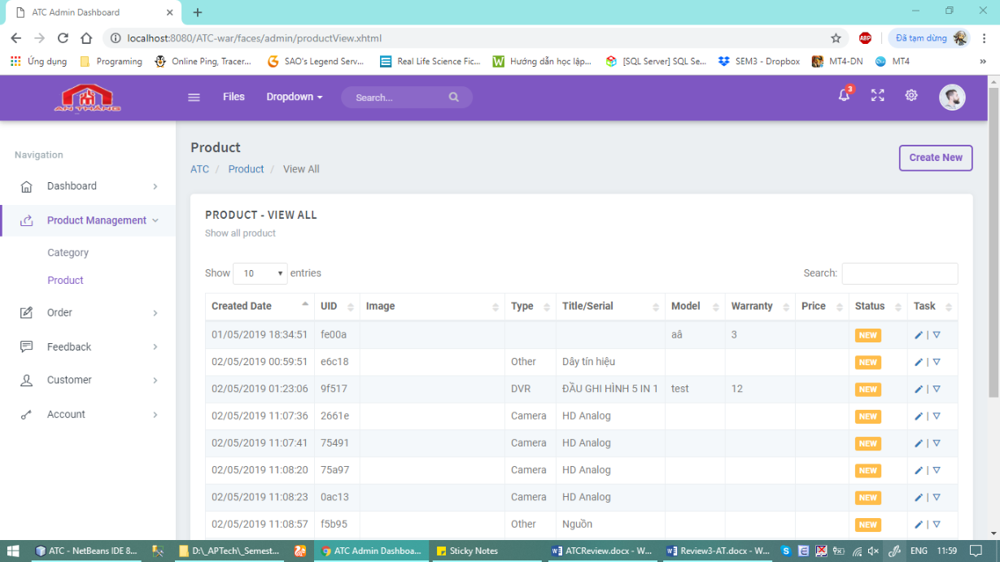 ATC Admin Dashboard
localhost:8080/ATC-war/faces/admin/productView.xhtml
ABP
Đã tạm dừng
Ứng dụng
Programing
Online Ping, Tracer...
SAO's Legend Serv...
Real Life Science Fic...
Hướng dẫn học lập...
[SQL Server] SQL Se...
SEM3 - Dropbox
MT4-DN
MT4
»
AN THẮNG
Files
Dropdown
Search...
3
Navigation
Dashboard
Product Management
Category
Product
Order
Feedback
Customer
Account
Product
ATC / Product / View All
Create New
PRODUCT - VIEW ALL
Show all product
Show 10 entries
Search:
Created Date UID Image Type Title/Serial Model Warranty Price Status Task
01/05/2019 18:34:51 fe00a aâ 3 NEW |
02/05/2019 00:59:51 e6c18 Other Dây tín hiệu NEW |
02/05/2019 01:23:06 9f517 DVR ĐẦU GHI HÌNH 5 IN 1 test 12 NEW |
02/05/2019 11:07:36 2661e Camera HD Analog NEW |
02/05/2019 11:07:41 75491 Camera HD Analog NEW |
02/05/2019 11:08:20 75a97 Camera HD Analog NEW |
02/05/2019 11:08:23 0ac13 Camera HD Analog NEW |
02/05/2019 11:08:57 f5b95 Other Nguồn NEW |
ATC - NetBeans IDE 8...
D:\_APTech\_Semest...
ATC Admin Dashboa...
Sticky Notes
ATCReview.docx - W...
Review3-AT.docx - W...
ENG
11:59